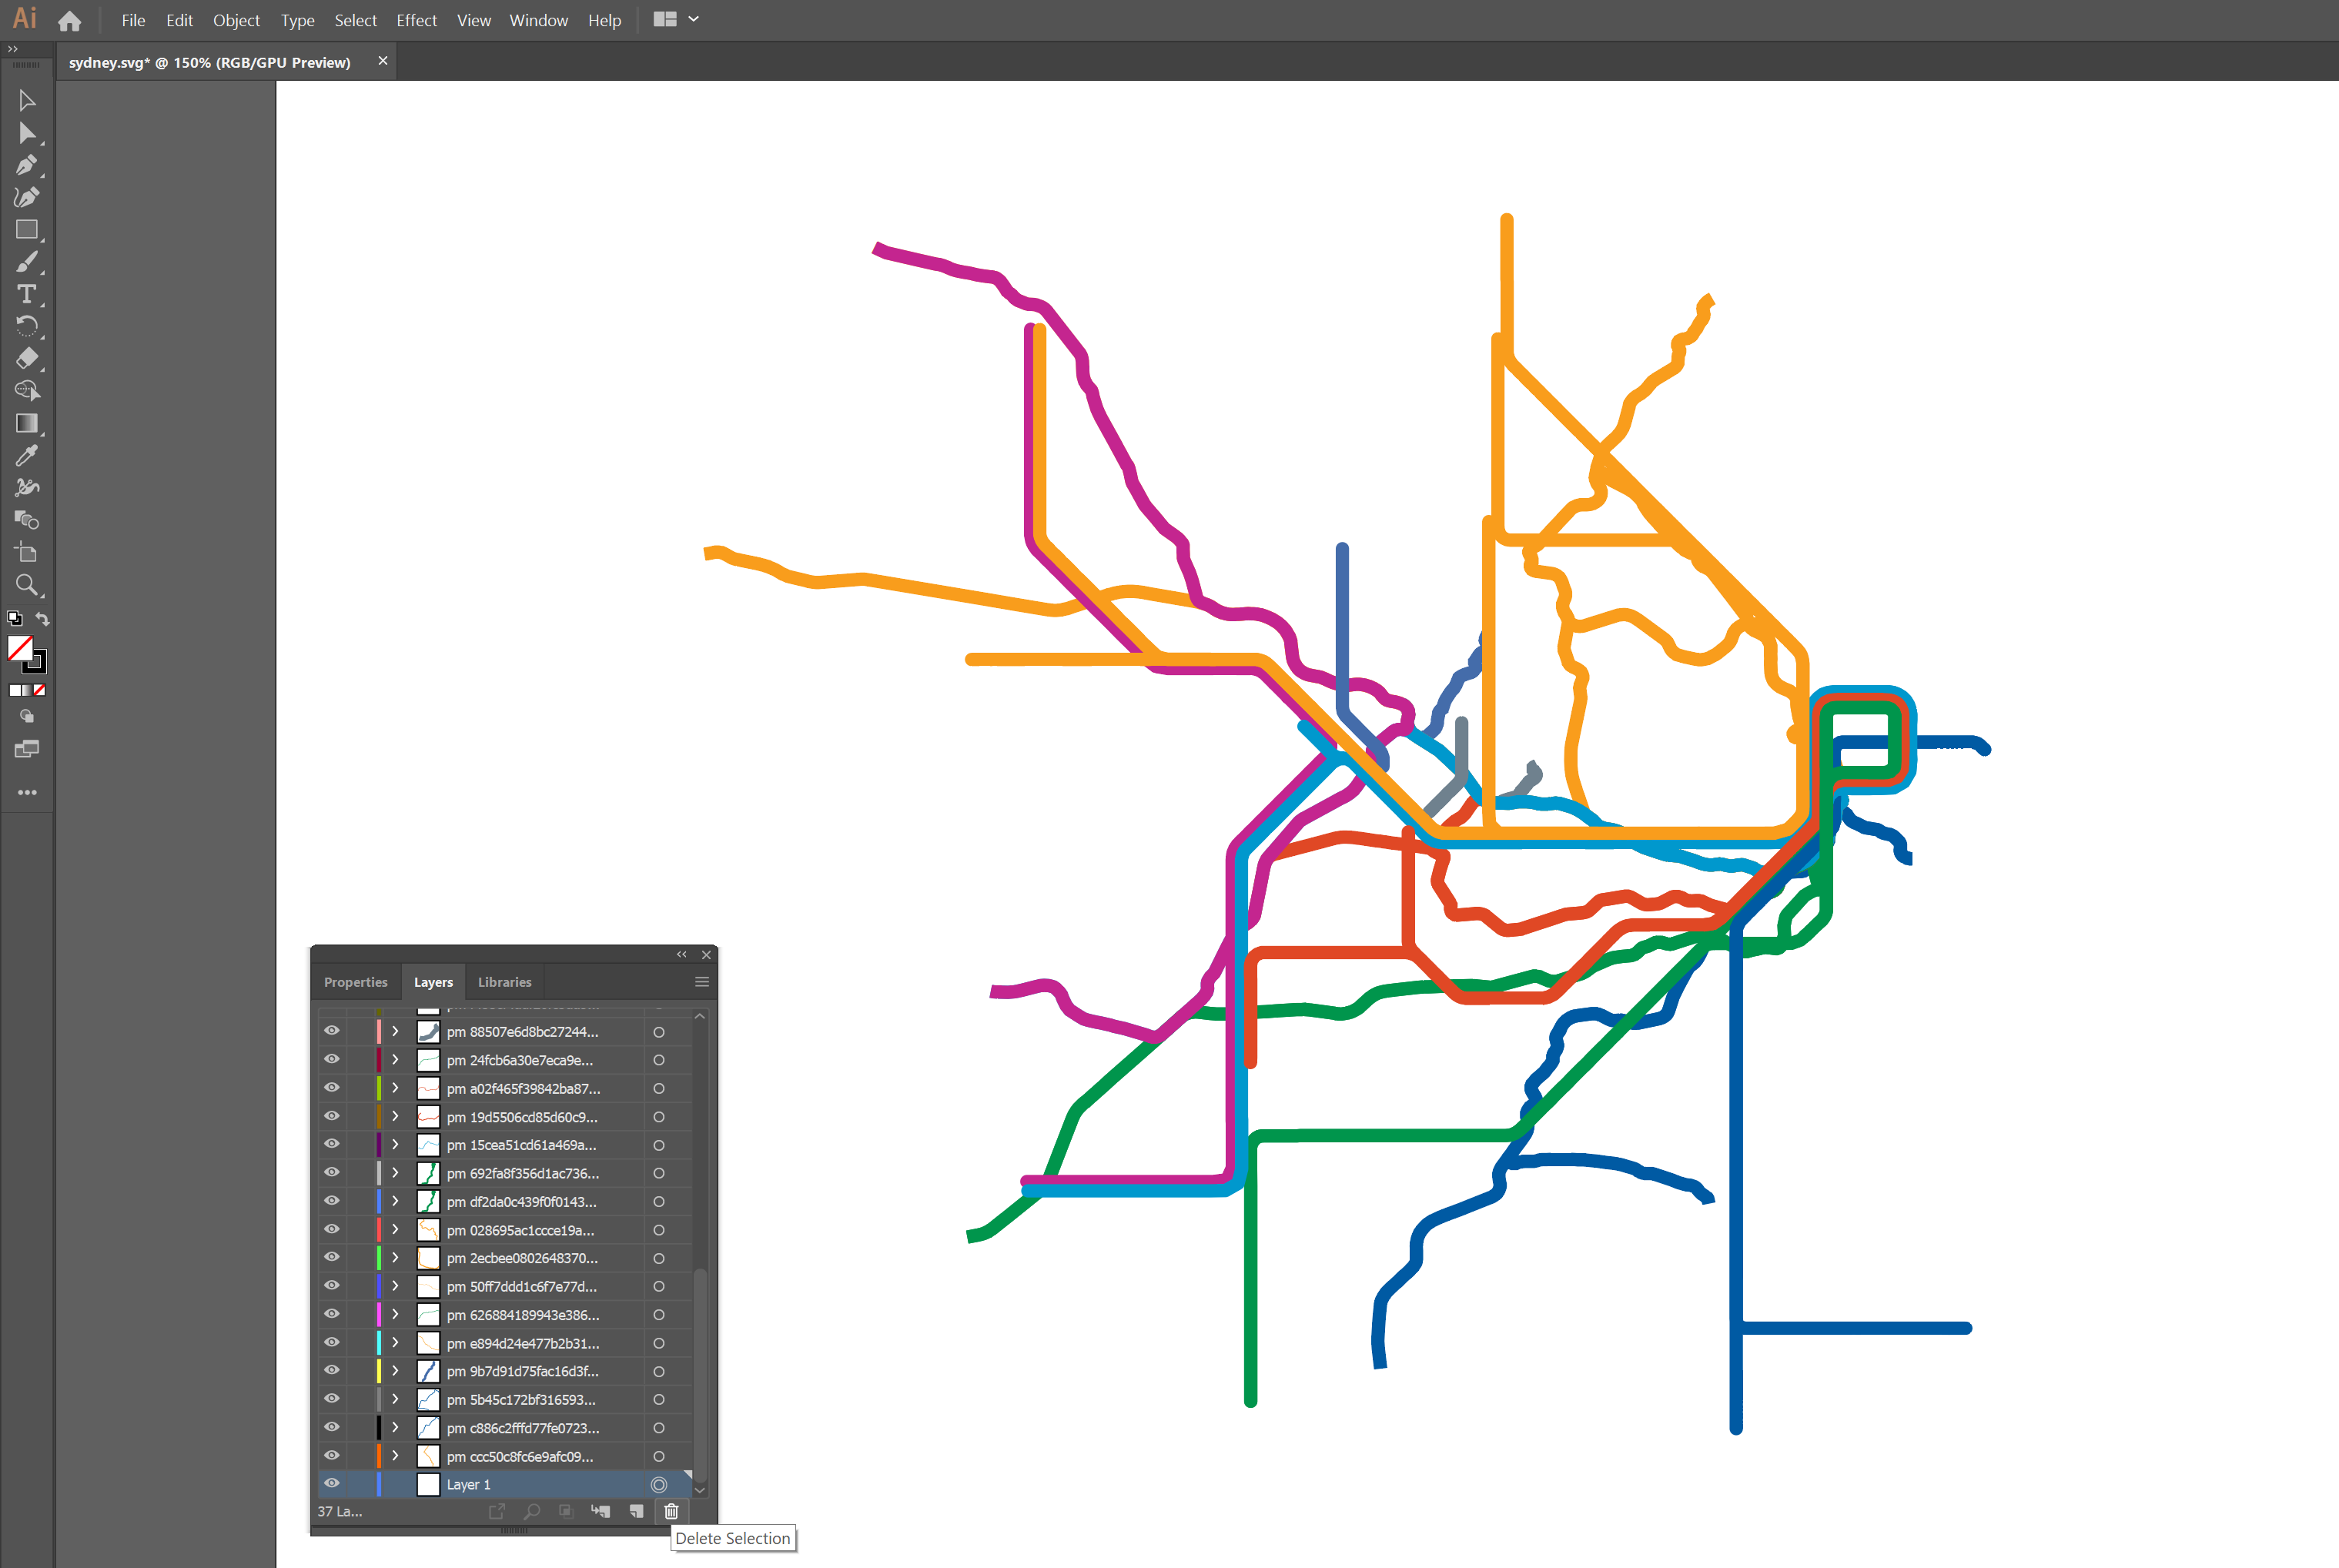 Ai File Edit Object Type Select Effect View Window Help
sydney.svg* @ 150% (RGB/GPU Preview)
Properties Layers Libraries
pm 88507e6d8bc27244...
pm 24fcb6a30e7eca9e...
pm a02f465f39842ba87...
pm 19d5506cd85d60c9...
pm 15cea51cd61a469a...
pm 692fa8f356d1ac736...
pm df2da0c439f0f0143...
pm 028695ac1ccce19a...
pm 2ecbee0802648370...
pm 50ff7ddd1c6f7e77d...
pm 626884189943e386...
pm e894d24e477b2b31...
pm 9b7d91d75fac16d3f...
pm 5b45c172bf316593...
pm c886c2fffd77fe0723...
pm ccc50c8fc6e9afc09...
Layer 1
37 La...
Delete Selection